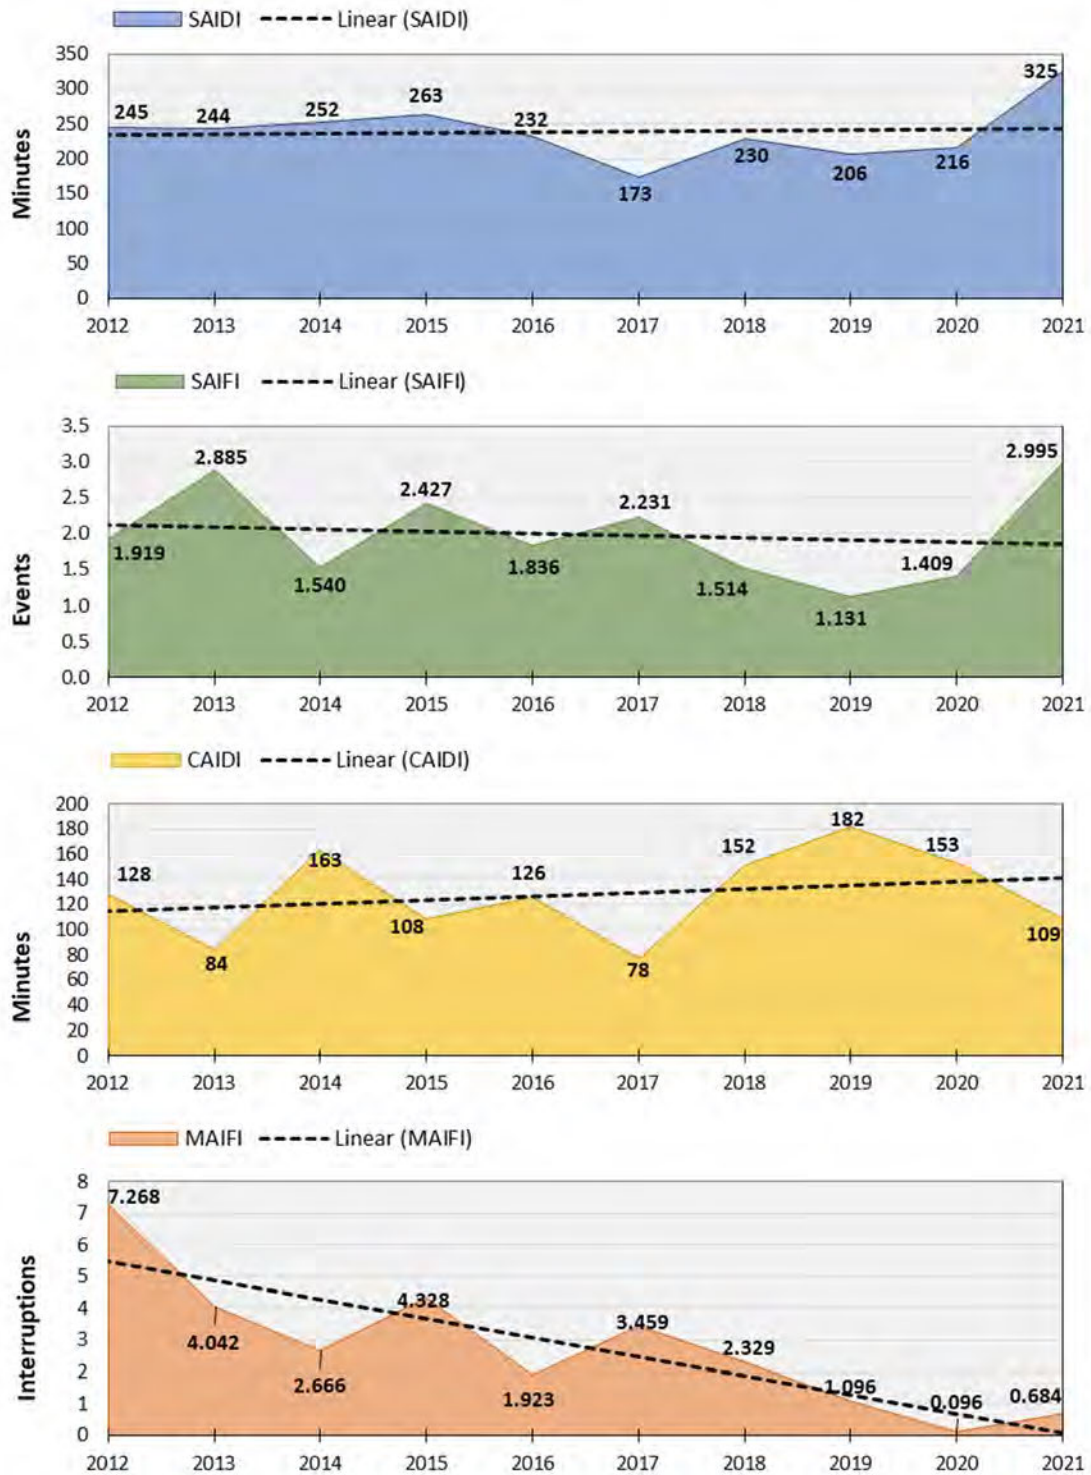 SAIDI Linear (SAIDI)
350
300
250
200
150
100
50
0
Minutes
245 244 252 263 232 173 230 206 216 325
2012 2013 2014 2015 2016 2017 2018 2019 2020 2021
SAIFI Linear (SAIFI)
3.5
3.0
2.5
2.0
1.5
1.0
0.5
0.0
Events
1.919 2.885 1.540 2.427 1.836 2.231 1.514 1.131 1.409 2.995
2012 2013 2014 2015 2016 2017 2018 2019 2020 2021
CAIDI Linear (CAIDI)
200
180
160
140
120
100
80
60
40
20
0
Minutes
128 84 163 108 126 78 152 182 153 109
2012 2013 2014 2015 2016 2017 2018 2019 2020 2021
MAIFI Linear (MAIFI)
8
7
6
5
4
3
2
1
0
Interruptions
7.268 4.042 2.666 4.328 1.923 3.459 2.329 1.096 0.096 0.684
2012 2013 2014 2015 2016 2017 2018 2019 2020 2021